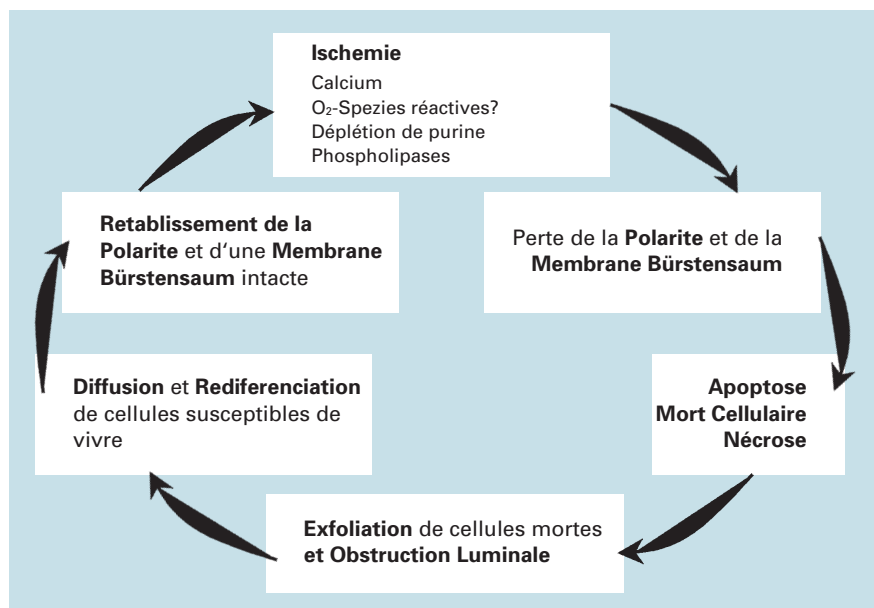 Ischemie
Calcium
O₂-Spezies réactives?
Déplétion de purine
Phospholipases
Perte de la Polarite et de la
Membrane Bürstensaum
Apoptose
Mort Cellulaire
Nécrose
Exfoliation de cellules mortes
et Obstruction Luminale
Diffusion et Rediferenciation
de cellules susceptibles de
vivre
Retablissement de la
Polarite et d‘une Membrane
Bürstensaum intacte